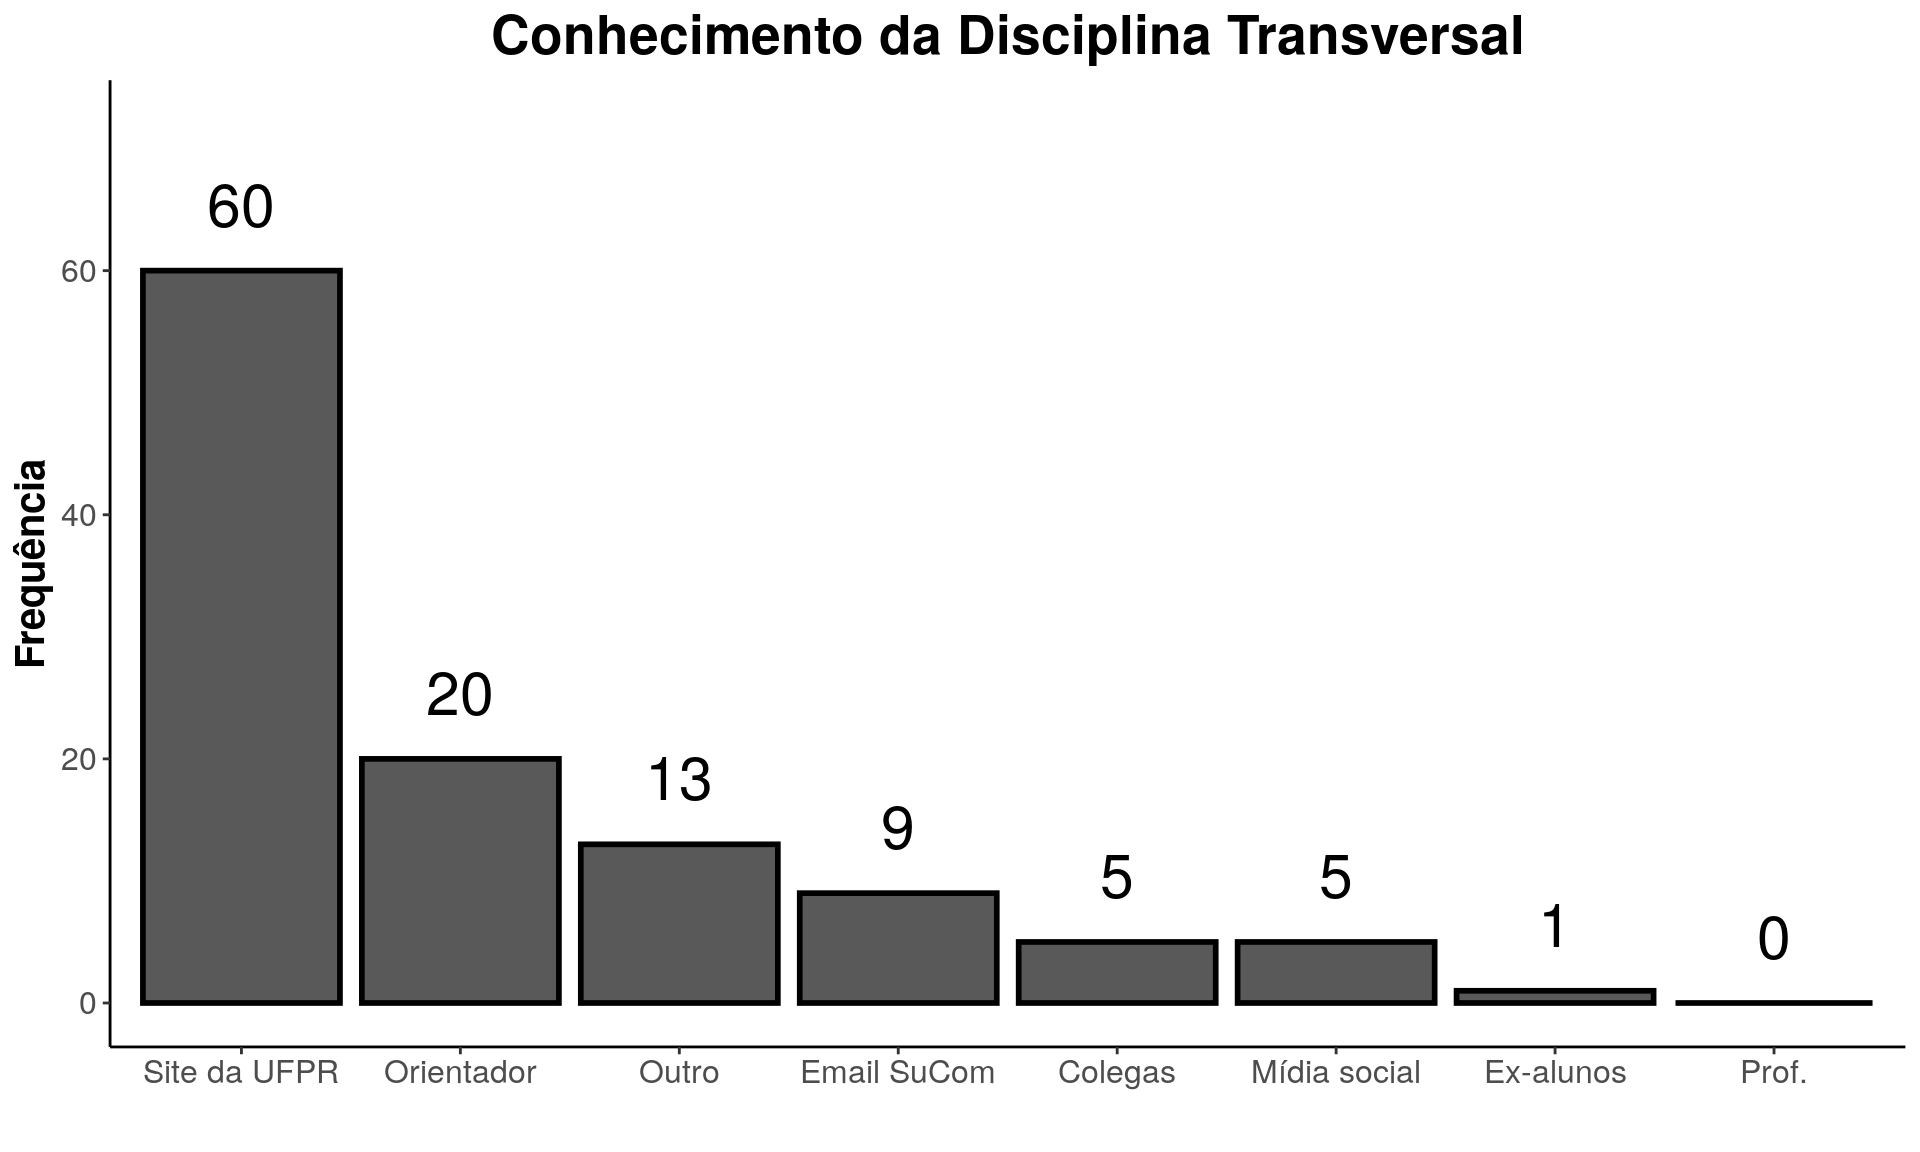 Conhecimento da Disciplina Transversal
Frequência
60
40
20
0
60
20
13
9
5
5
1
0
Site da UFPR
Orientador
Outro
Email SuCom
Colegas
Mídia social
Ex-alunos
Prof.